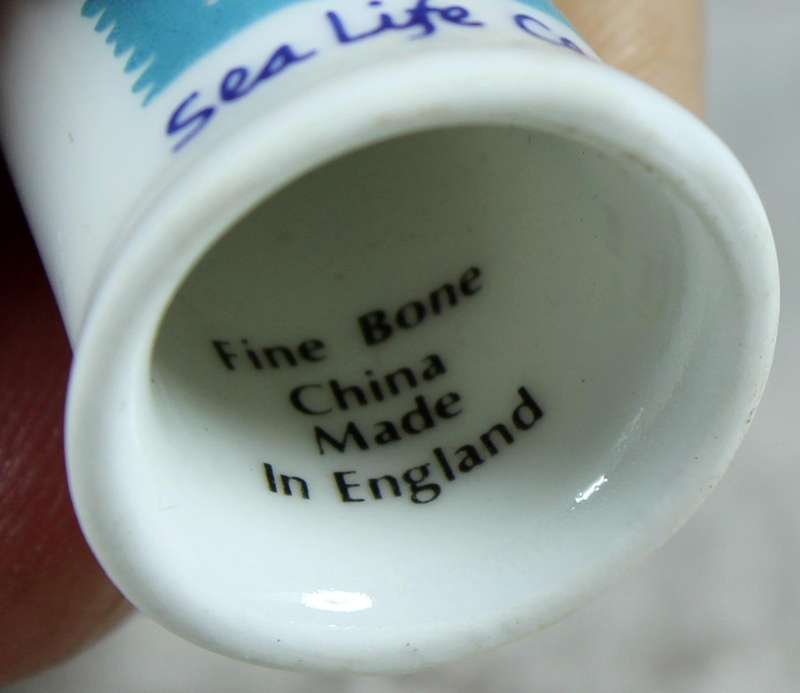 Sea Life
Fine Bone
China
Made
In England